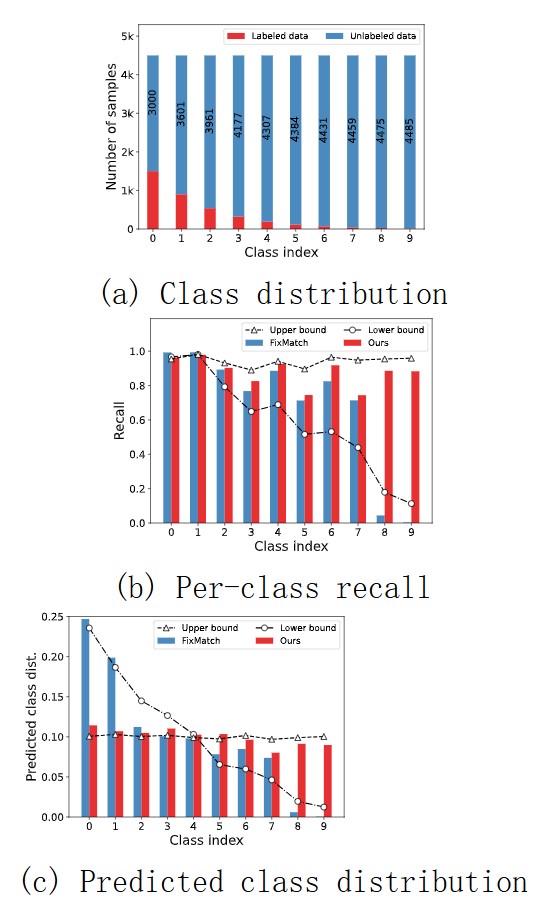 Labeled data Unlabeled data
Number of samples
5k
4k
3k
2k
1k
0
3000 3601 3961 4177 4307 4384 4431 4459 4475 4485
0 1 2 3 4 5 6 7 8 9
Class index
(a) Class distribution
Upper bound Lower bound
FixMatch Ours
Recall
1.0
0.8
0.6
0.4
0.2
0.0
0 1 2 3 4 5 6 7 8 9
Class index
(b) Per-class recall
Upper bound Lower bound
FixMatch Ours
Predicted class dist.
0.25
0.20
0.15
0.10
0.05
0.00
0 1 2 3 4 5 6 7 8 9
Class index
(c) Predicted class distribution